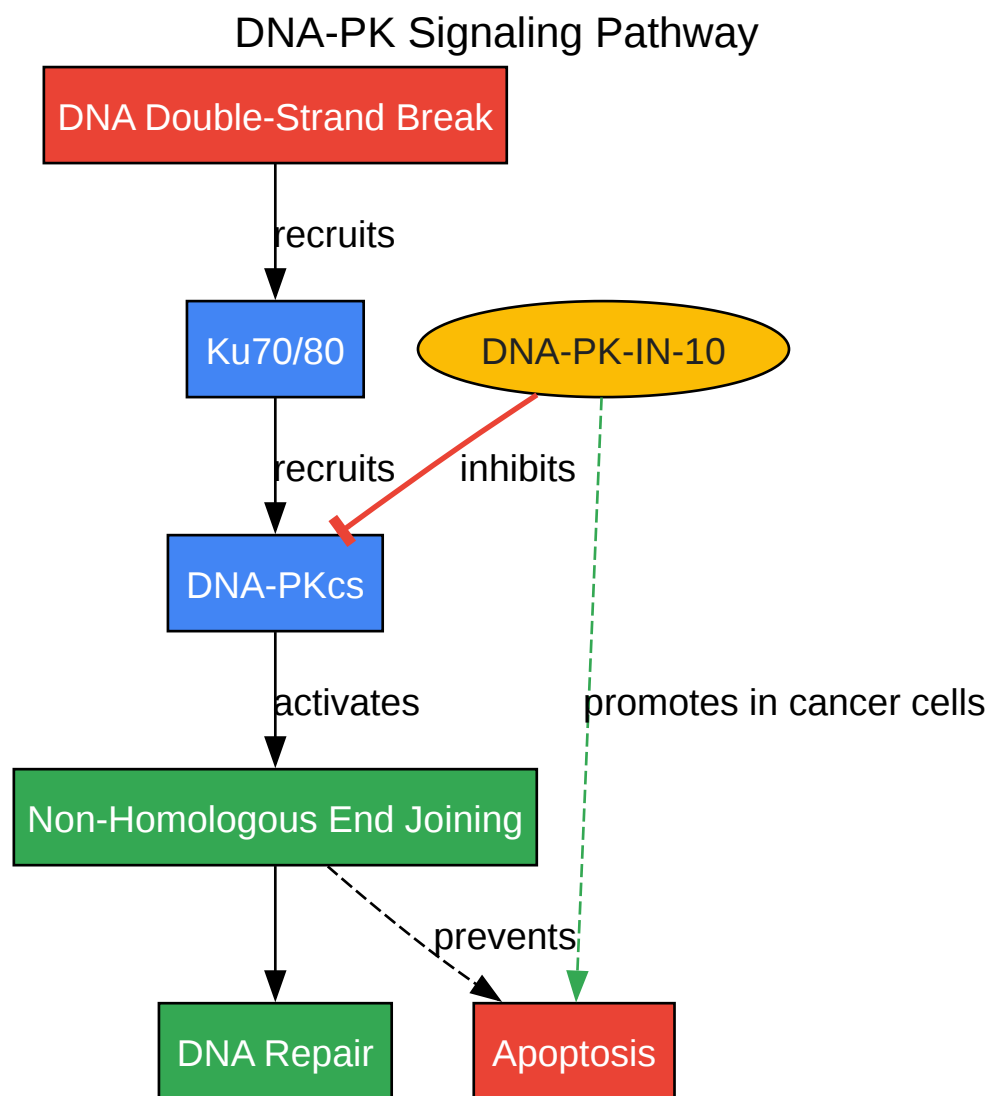 DNA-PK Signaling Pathway
DNA Double-Strand Break
recruits
Ku70/80
DNA-PK-IN-10
recruits
inhibits
DNA-PKcs
activates
promotes in cancer cells
Non-Homologous End Joining
prevents
DNA Repair
Apoptosis